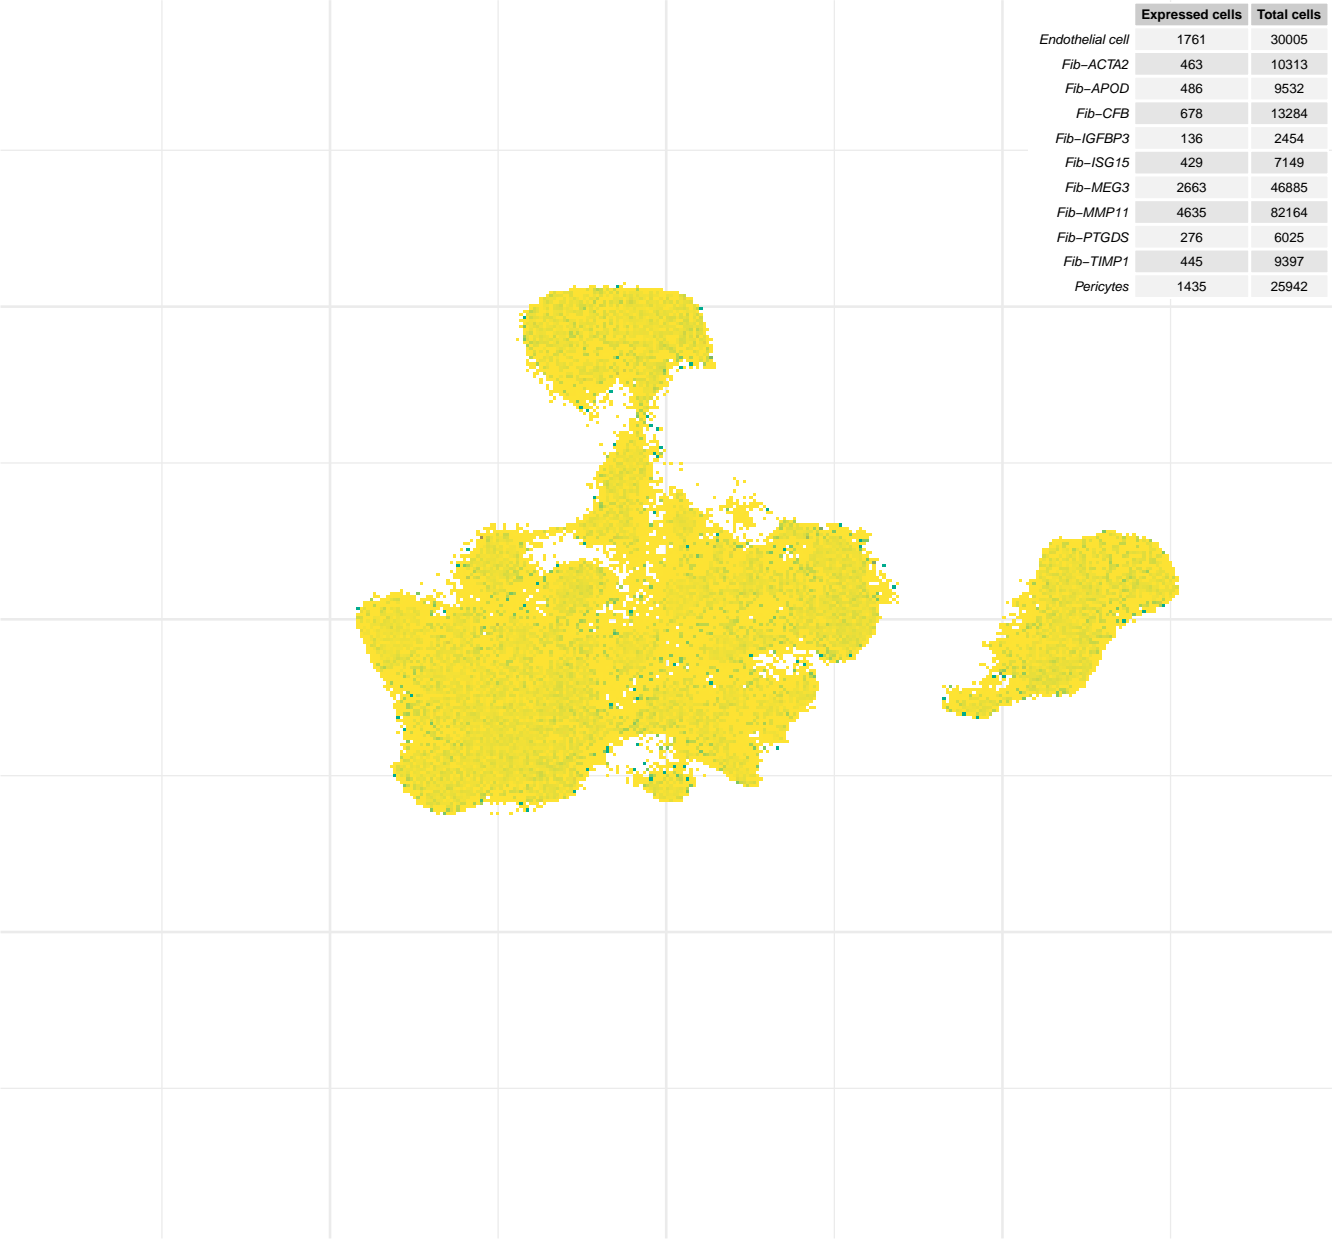 Expressed cells Total cells
Endothelial cell 1761 30005
Fib−ACTA2 463 10313
Fib−APOD 486 9532
Fib−CFB 678 13284
Fib−IGFBP3 136 2454
Fib−ISG15 429 7149
Fib−MEG3 2663 46885
Fib−MMP11 4635 82164
Fib−PTGDS 276 6025
Fib−TIMP1 445 9397
Pericytes 1435 25942